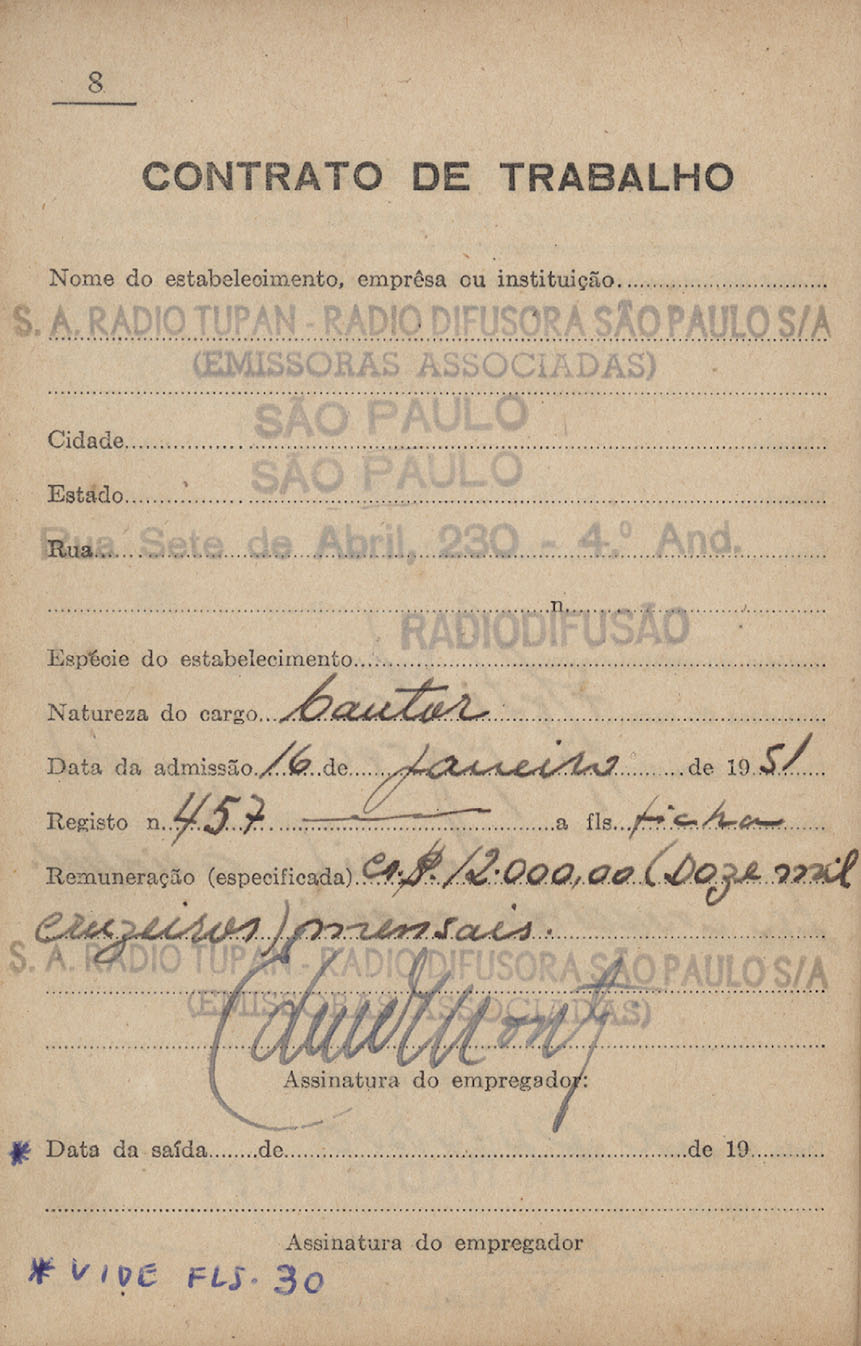 8
CONTRATO DE TRABALHO
Nome do estabelecimento, emprêsa ou instituição
S. A. RADIO TUPAN - RADIO DIFUSORA SÃO PAULO S/A
(EMISSORAS ASSOCIADAS)
Cidade SÃO PAULO
Estado SÃO PAULO
Rua Rua Sete de Abril, 230 - 4.º And.
n.
Espécie do estabelecimento RADIODIFUSÃO
Natureza do cargo Cantor
Data da admissão 16 de janeiro de 1951
Registo n. 457 a fls. ficha
Remuneração (especificada) Cr.$. 12.000,00 (Doze mil
cruzeiros) mensais.
S. A. RADIO TUPAN - RADIO DIFUSORA SÃO PAULO S/A
(EMISSORAS ASSOCIADAS)
Assinatura do empregador:
* Data da saída de de 19
Assinatura do empregador
* VIDE FLS. 30